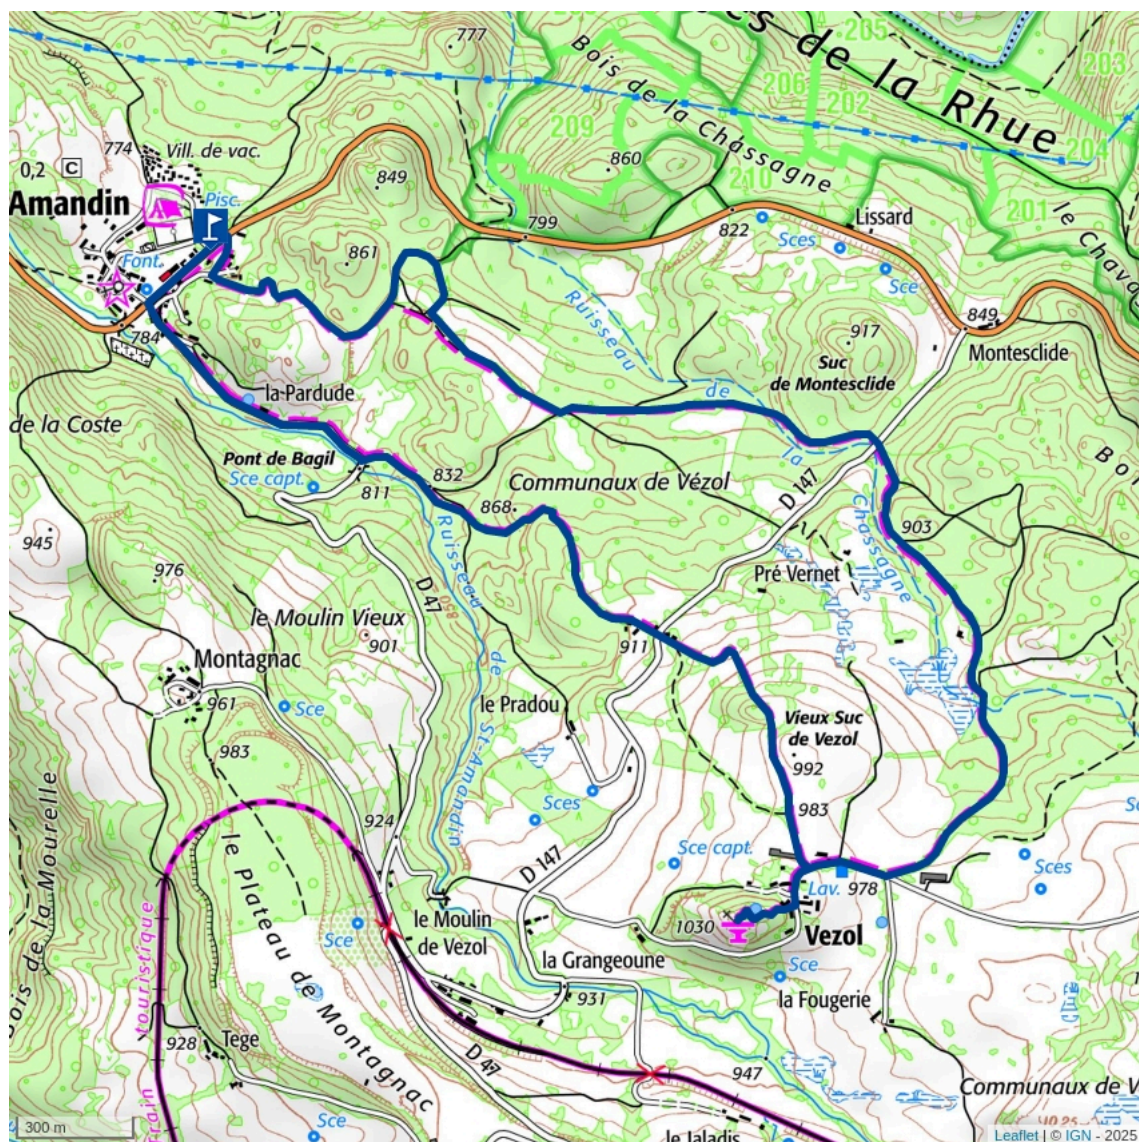 777
205
203
es de la Rhue
206
202
Bois de la Chassagne
209
204
774
Vill. de vac.
0,2 C
860
210
849
Amandin
Pisc.
201
le Chava
822
Lissard
799
Sces
861
Font.
Sce
Ruisseau
849
784
917
Montesclide
Suc
de Montesclide
la Pardude
de
de la Coste
la
Pont de Bagil
Sce capt.
Communaux de Vézol
D 147
811
832
868
Chassagne
903
945
Ruisseau
976
Pré Vernet
D 47
850
le Moulin Vieux
901
911
de
Montagnac
le Pradou
961
Sce
St-Amandin
Vieux Suc
de Vezol
983
992
Sces
983
924
Sces
Sce capt.
D 147
Lav.
978
Bois de la Mourelle
le Plateau de Montagnac
le Moulin
de Vezol
Sce
1030
Vezol
touristique
la Grangeoune
Sce
931
la Fougerie
Tege
928
D 47
947
Communaux de V
Train
300 m
Sce
le Jaladis
Leaflet | © IGN - 2025